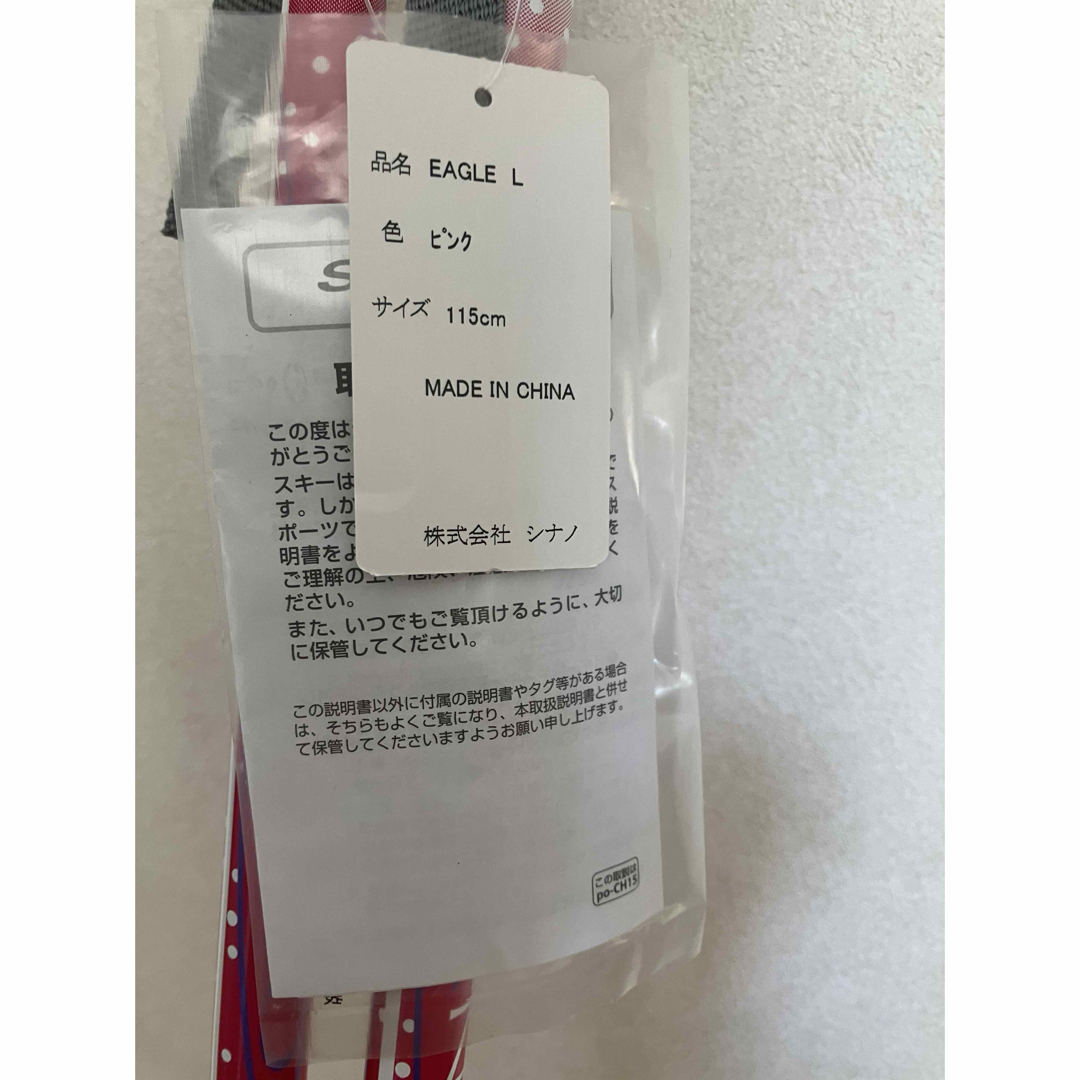 品名 EAGLE L
色 ピンク
サイズ 115cm
MADE IN CHINA
株式会社 シナノ
S
この度は
がとうご
スキーは
す。しか
ポーツで
明書をよ
ご理解の上、
ださい。
また、いつでもご覧頂けるように、大切
に保管してください。
この説明書以外に付属の説明書やタグ等がある場合
は、そちらもよくご覧になり、本取扱説明書と併せ
て保管してくださいますようお願い申し上げます。
この取説は
po-CH15